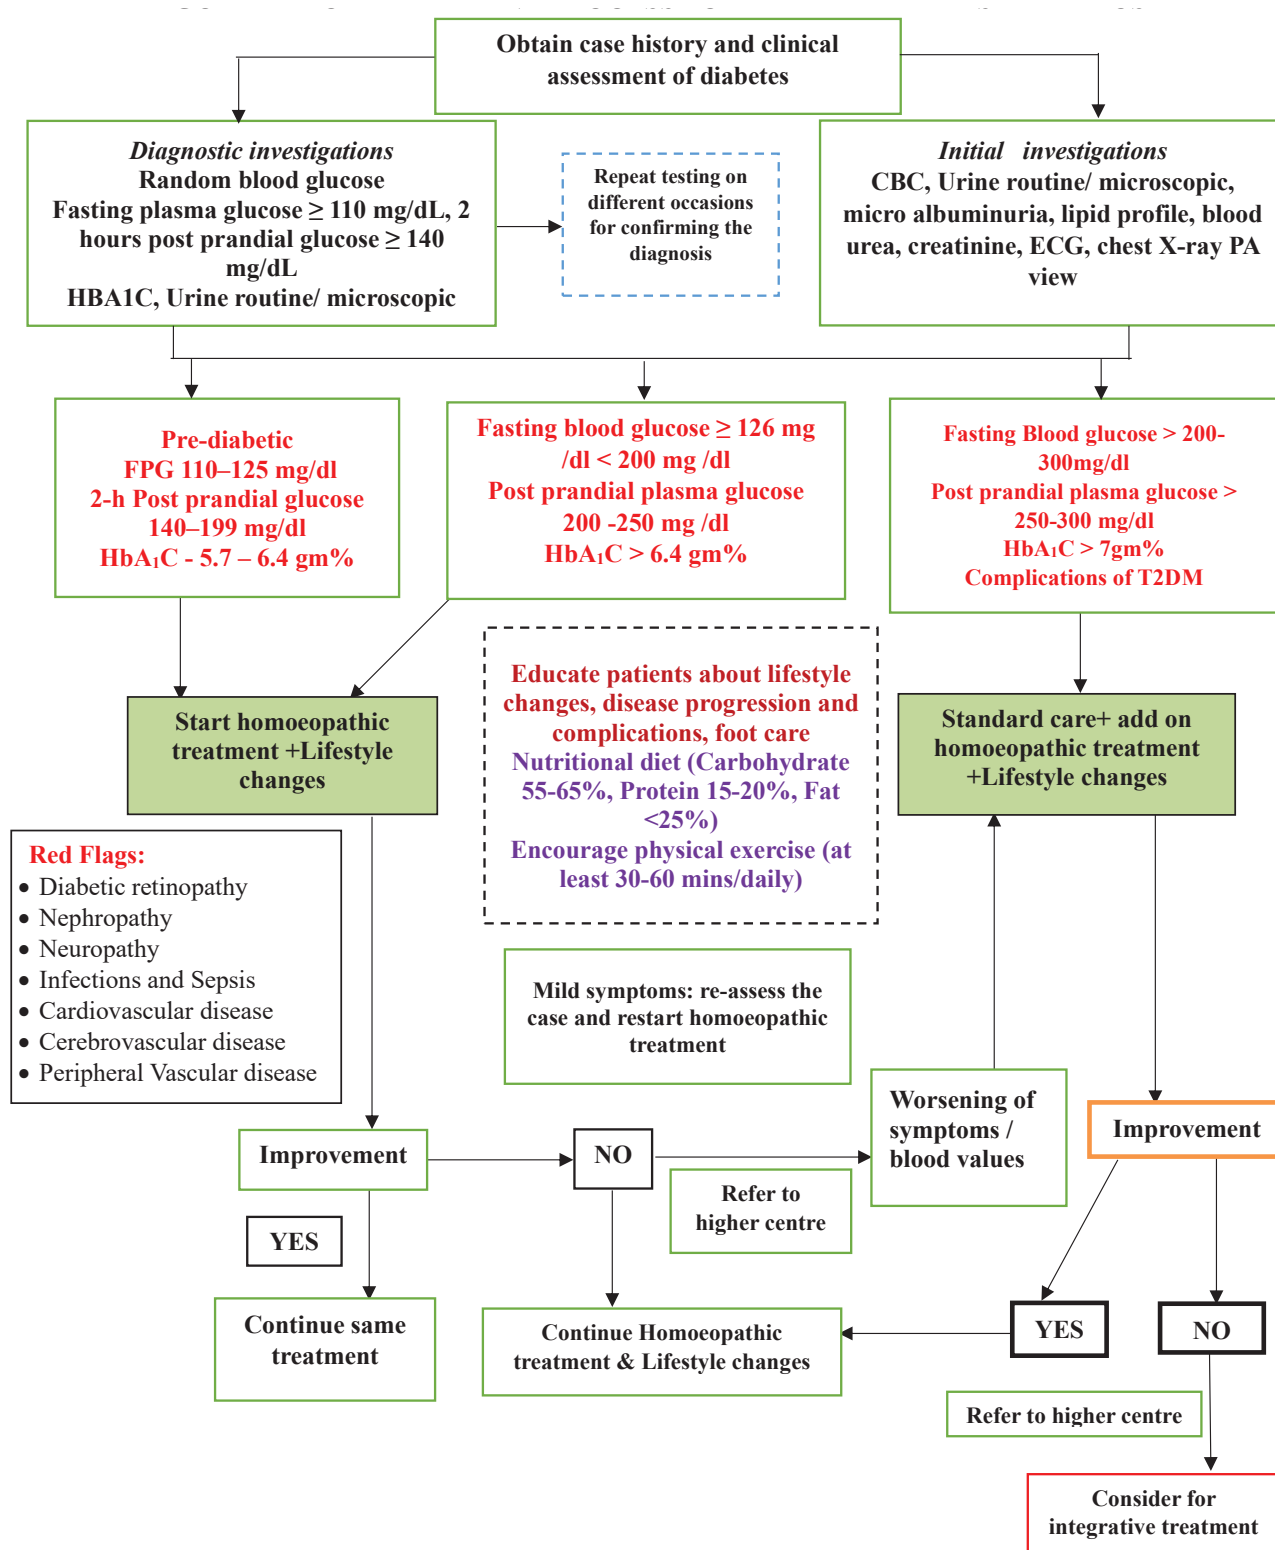 Obtain case history and clinical
assessment of diabetes
Diagnostic investigations
Random blood glucose
Fasting plasma glucose ≥ 110 mg/dL, 2
hours post prandial glucose ≥ 140
mg/dL
HBA1C, Urine routine/ microscopic
Repeat testing on
different occasions
for confirming the
diagnosis
Initial investigations
CBC, Urine routine/ microscopic,
micro albuminuria, lipid profile, blood
urea, creatinine, ECG, chest X-ray PA
view
Pre-diabetic
FPG 110–125 mg/dl
2-h Post prandial glucose
140–199 mg/dl
HbA₁C - 5.7 – 6.4 gm%
Fasting blood glucose ≥ 126 mg
/dl < 200 mg /dl
Post prandial plasma glucose
200 -250 mg /dl
HbA₁C > 6.4 gm%
Fasting Blood glucose > 200-
300mg/dl
Post prandial plasma glucose >
250-300 mg/dl
HbA₁C > 7gm%
Complications of T2DM
Start homoeopathic
treatment +Lifestyle
changes
Educate patients about lifestyle
changes, disease progression and
complications, foot care
Nutritional diet (Carbohydrate
55-65%, Protein 15-20%, Fat
<25%)
Encourage physical exercise (at
least 30-60 mins/daily)
Standard care+ add on
homoeopathic treatment
+Lifestyle changes
Red Flags:
• Diabetic retinopathy
• Nephropathy
• Neuropathy
• Infections and Sepsis
• Cardiovascular disease
• Cerebrovascular disease
• Peripheral Vascular disease
Mild symptoms: re-assess the
case and restart homoeopathic
treatment
Improvement
NO
Worsening of
symptoms /
blood values
Improvement
Refer to
higher centre
YES
Continue same
treatment
Continue Homoeopathic
treatment & Lifestyle changes
YES
NO
Refer to higher centre
Consider for
integrative treatment